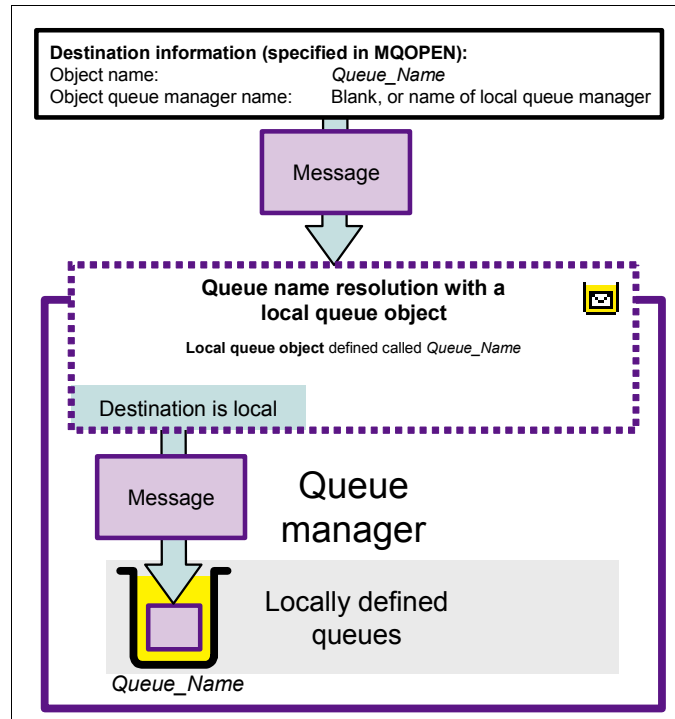 Destination information (specified in MQOPEN):
Object name: Queue_Name
Object queue manager name: Blank, or name of local queue manager
Message
Queue name resolution with a
local queue object
Local queue object defined called Queue_Name
Destination is local
Message
Queue
manager
Locally defined
queues
Queue_Name